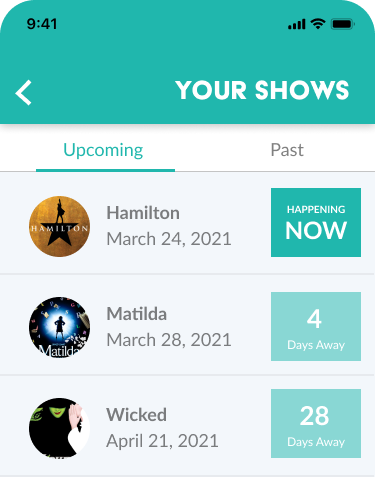 9:41
YOUR SHOWS
Upcoming
Past
HAMILTON
Hamilton
March 24, 2021
HAPPENING
NOW
Matilda
Matilda
March 28, 2021
4
Days Away
Wicked
April 21, 2021
28
Days Away